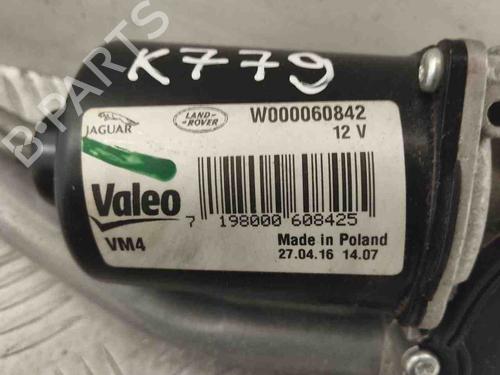 B-PARTS
K779
JAGUAR
LAND-
ROVER
W000060842
12 V
Valeo
7 198000 608425
VM4
Made in Poland
27.04.16 14.07